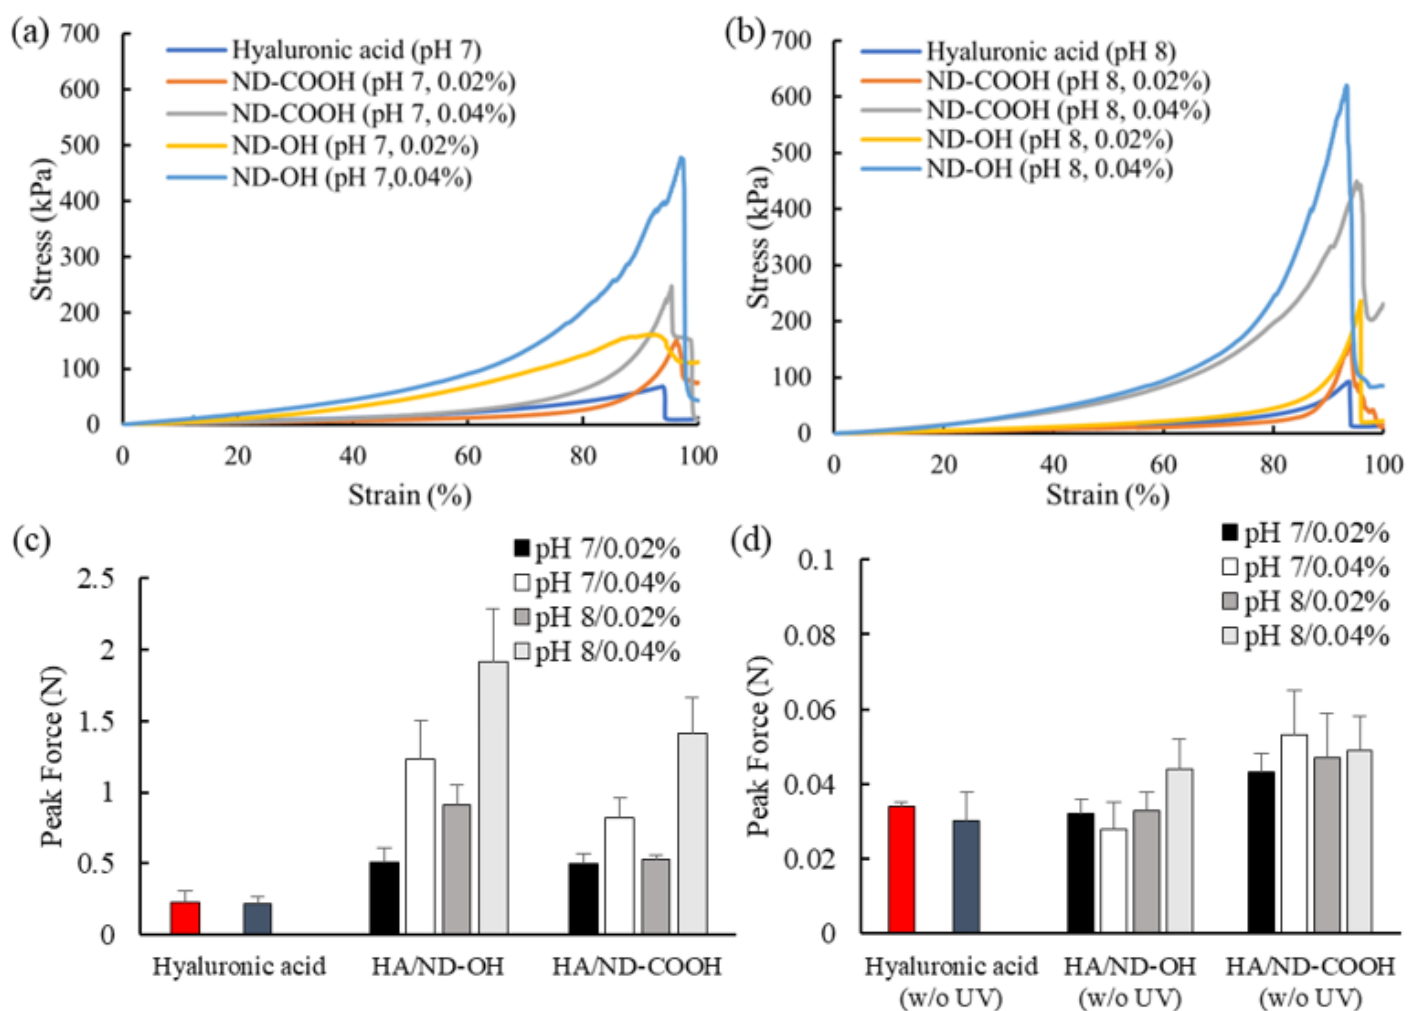 (a)
700
600
500
400
300
200
100
0
Stress (kPa)
Hyaluronic acid (pH 7)
ND-COOH (pH 7, 0.02%)
ND-COOH (pH 7, 0.04%)
ND-OH (pH 7, 0.02%)
ND-OH (pH 7,0.04%)
0 20 40 60 80 100
Strain (%)
(b)
700
600
500
400
300
200
100
0
Stress (kPa)
Hyaluronic acid (pH 8)
ND-COOH (pH 8, 0.02%)
ND-COOH (pH 8, 0.04%)
ND-OH (pH 8, 0.02%)
ND-OH (pH 8, 0.04%)
0 20 40 60 80 100
Strain (%)
(c)
pH 7/0.02%
pH 7/0.04%
pH 8/0.02%
pH 8/0.04%
2.5
2
1.5
1
0.5
0
Peak Force (N)
Hyaluronic acid HA/ND-OH HA/ND-COOH
(d)
pH 7/0.02%
pH 7/0.04%
pH 8/0.02%
pH 8/0.04%
0.1
0.08
0.06
0.04
0.02
0
Peak Force (N)
Hyaluronic acid HA/ND-OH HA/ND-COOH
(w/o UV) (w/o UV) (w/o UV)